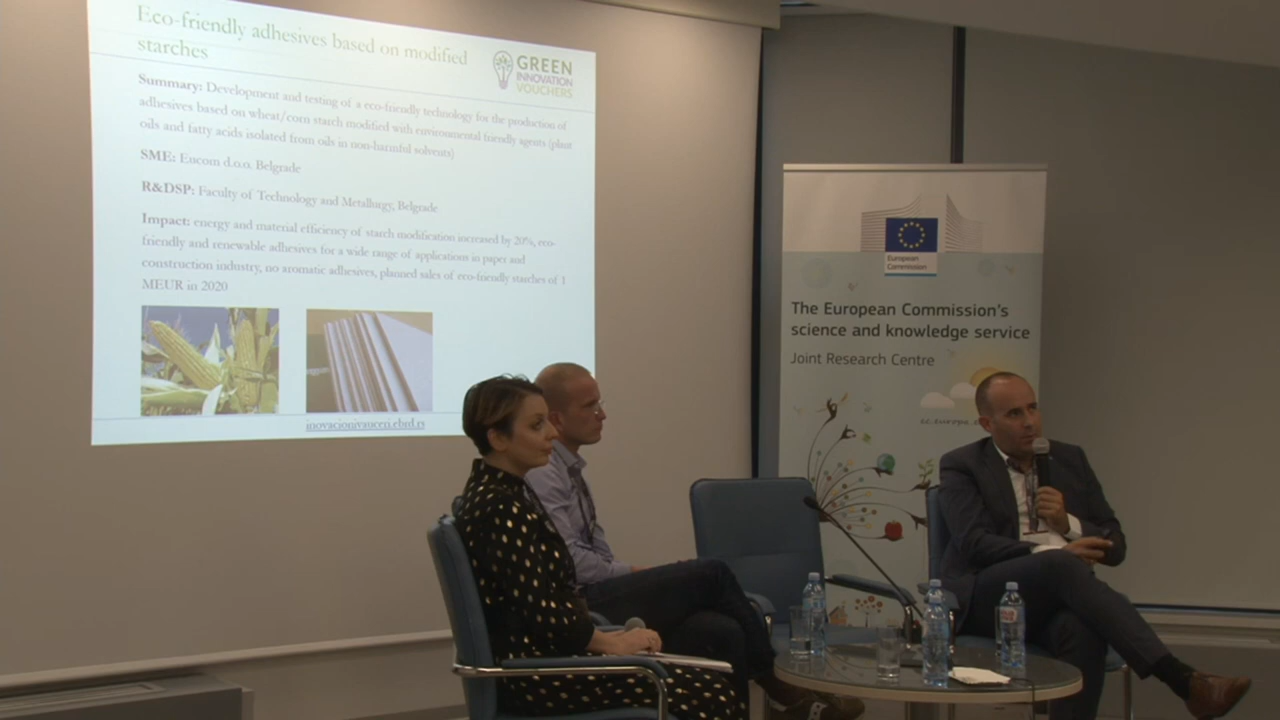 Eco-friendly adhesives based on modified
starches
GREEN
INNOVATION
VOUCHERS
Summary: Development and testing of a eco-friendly technology for the production of
adhesives based on wheat/corn starch modified with environmental friendly agents (plant
oils and fatty acids isolated from oils in non-harmful solvents)
SME: Encom d.o.o. Belgrade
R&DSP: Faculty of Technology and Metallurgy, Belgrade
Impact: energy and material efficiency of starch modification increased by 20%, eco-
friendly and renewable adhesives for a wide range of applications in paper and
construction industry, no aromatic adhesives, planned sales of eco-friendly starches of 1
MEUR in 2020
inovacionivauceri.ebrd.rs
European
Commission
The European Commission's
science and knowledge service
Joint Research Centre
ec.europa.e